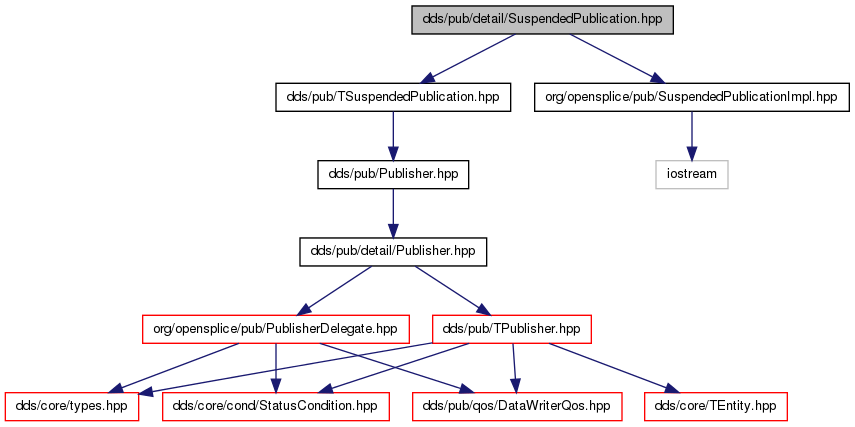 dds/pub/detail/SuspendedPublication.hpp
dds/pub/TSuspendedPublication.hpp
org/opensplice/pub/SuspendedPublicationImpl.hpp
dds/pub/Publisher.hpp
iostream
dds/pub/detail/Publisher.hpp
org/opensplice/pub/PublisherDelegate.hpp
dds/pub/TPublisher.hpp
dds/core/types.hpp
dds/core/cond/StatusCondition.hpp
dds/pub/qos/DataWriterQos.hpp
dds/core/TEntity.hpp